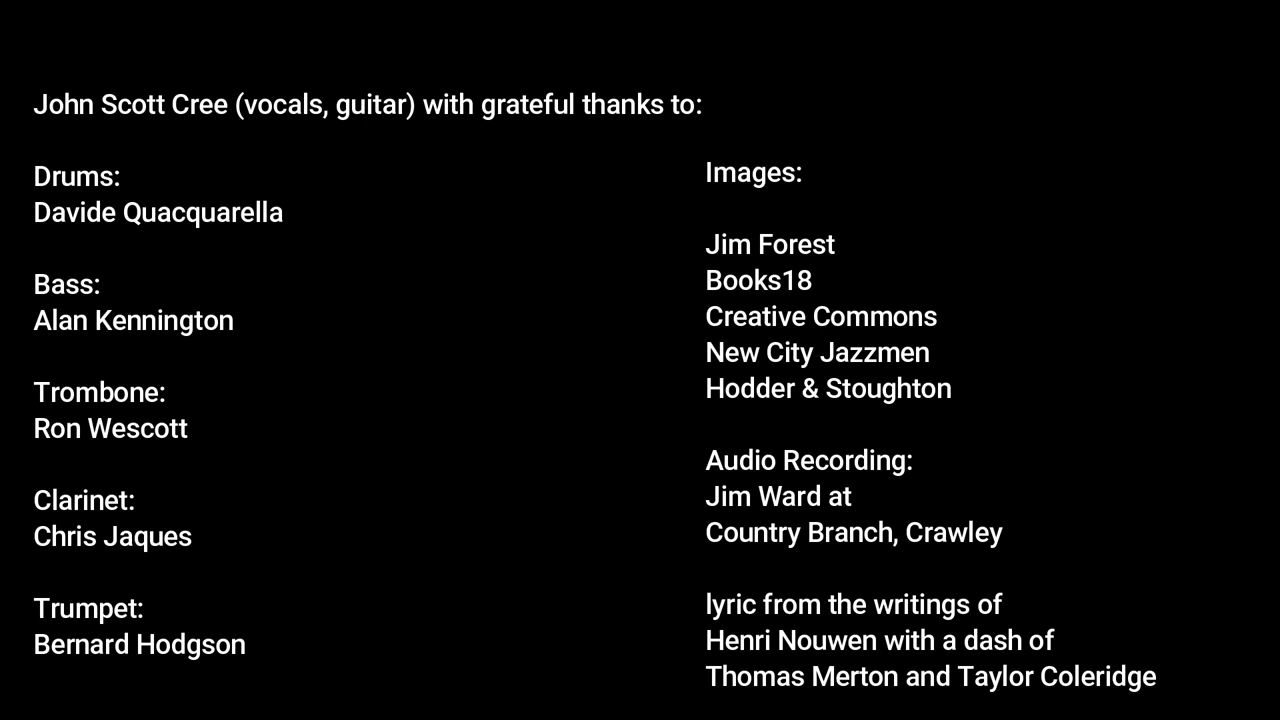 John Scott Cree (vocals, guitar) with grateful thanks to:
Drums:
Davide Quacquarella
Bass:
Alan Kennington
Trombone:
Ron Wescott
Clarinet:
Chris Jaques
Trumpet:
Bernard Hodgson
Images:
Jim Forest
Books18
Creative Commons
New City Jazzmen
Hodder & Stoughton
Audio Recording:
Jim Ward at
Country Branch, Crawley
lyric from the writings of
Henri Nouwen with a dash of
Thomas Merton and Taylor Coleridge